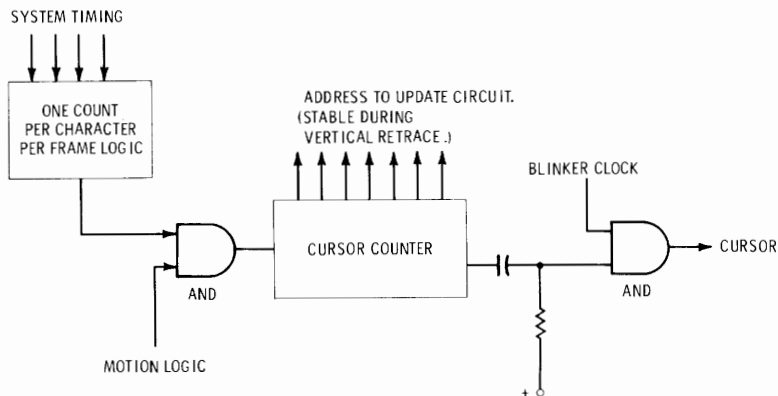 SYSTEM TIMING
ONE COUNT
PER CHARACTER
PER FRAME LOGIC
ADDRESS TO UPDATE CIRCUIT.
(STABLE DURING
VERTICAL RETRACE.)
BLINKER CLOCK
CURSOR COUNTER
CURSOR
AND
AND
MOTION LOGIC
+